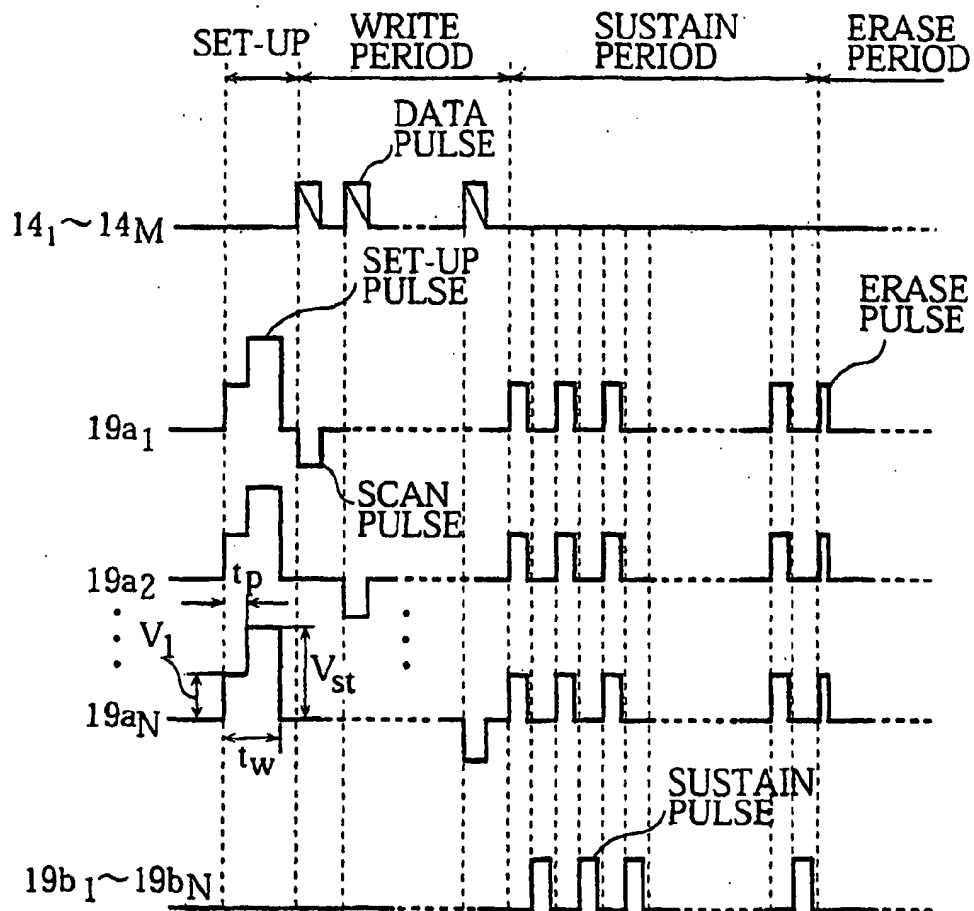 SET-UP
WRITE
PERIOD
SUSTAIN
PERIOD
ERASE
PERIOD
DATA
PULSE
14₁~14M
SET-UP
PULSE
ERASE
PULSE
19a₁
SCAN
PULSE
19a₂
tp
V₁
Vst
19aN
tw
SUSTAIN
PULSE
19b₁~19bN